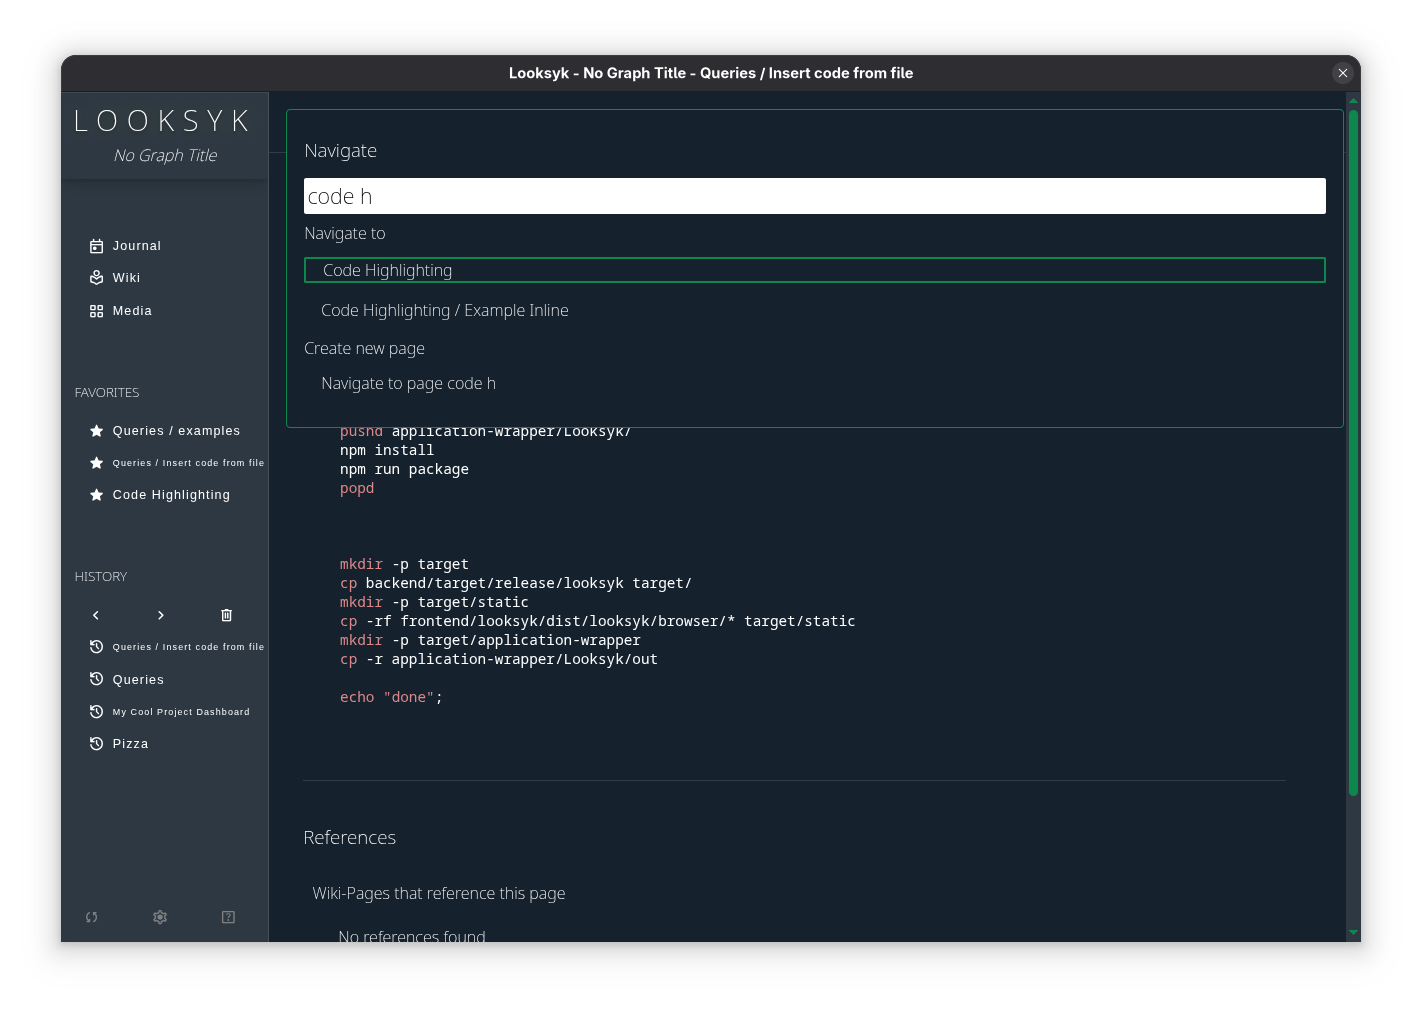 Looksyk - No Graph Title - Queries / Insert code from file
LOOKSYK
No Graph Title
Journal
Wiki
Media
FAVORITES
Queries / examples
Queries / Insert code from file
Code Highlighting
HISTORY
Queries / Insert code from file
Queries
My Cool Project Dashboard
Pizza
Navigate
code h
Navigate to
Code Highlighting
Code Highlighting / Example Inline
Create new page
Navigate to page code h
pushd application-wrapper/Looksyk/
npm install
npm run package
popd
mkdir -p target
cp backend/target/release/looksyk target/
mkdir -p target/static
cp -rf frontend/looksyk/dist/looksyk/browser/* target/static
mkdir -p target/application-wrapper
cp -r application-wrapper/Looksyk/out
echo "done";
References
Wiki-Pages that reference this page
No references found